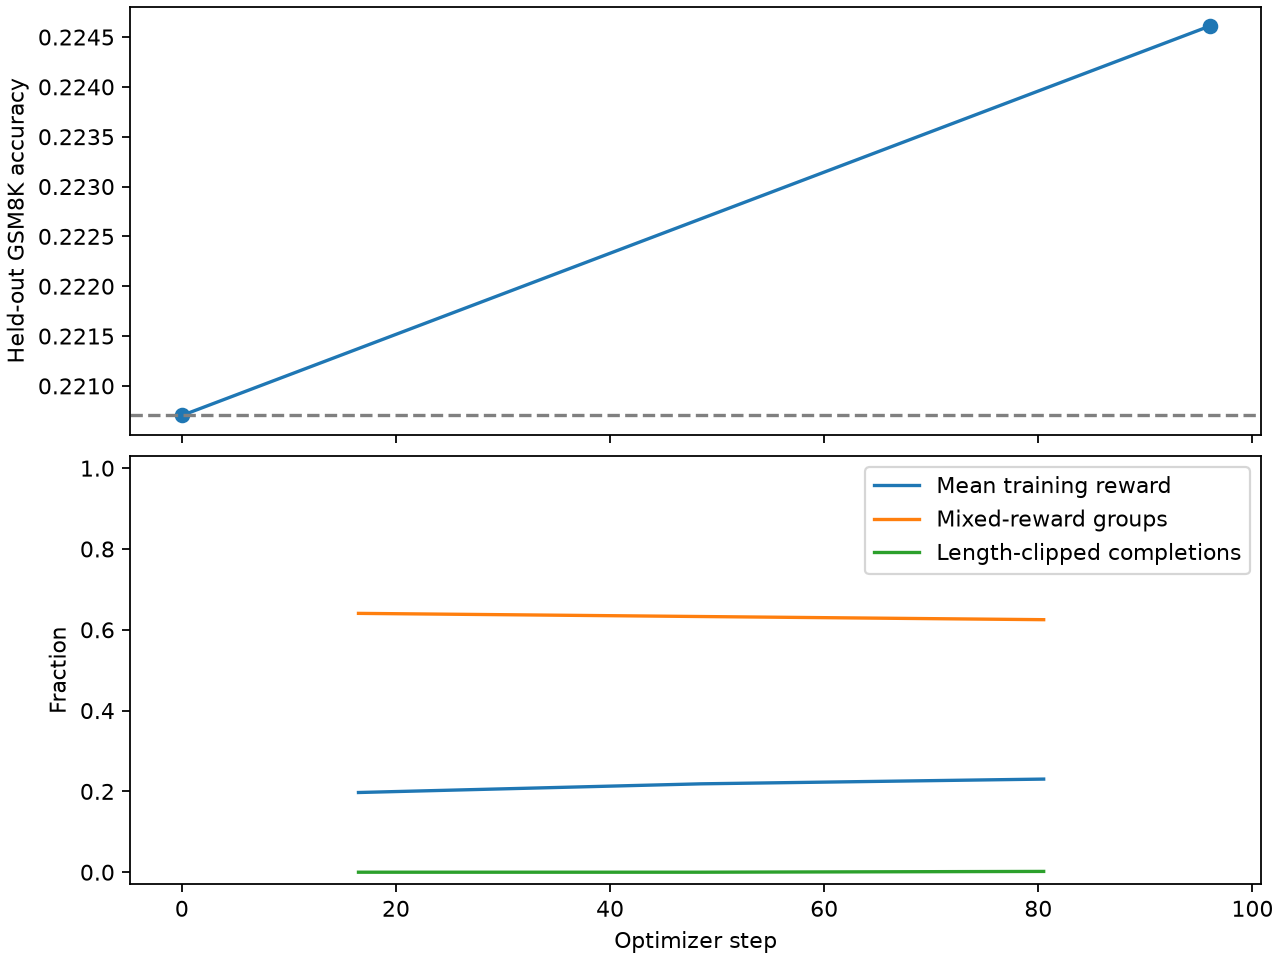 Held-out GSM8K accuracy
0.2245
0.2240
0.2235
0.2230
0.2225
0.2220
0.2215
0.2210
Fraction
1.0
0.8
0.6
0.4
0.2
0.0
Mean training reward
Mixed-reward groups
Length-clipped completions
0 20 40 60 80 100
Optimizer step